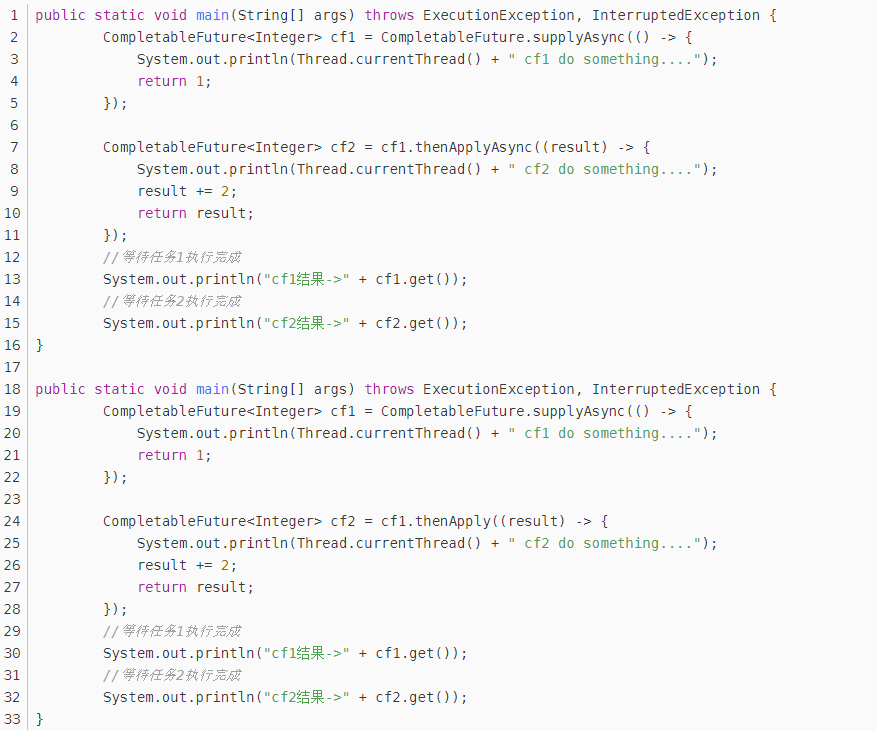 1 public static void main(String[] args) throws ExecutionException, InterruptedException {
2         CompletableFuture<Integer> cf1 = CompletableFuture.supplyAsync(() -> {
3             System.out.println(Thread.currentThread() + " cf1 do something....");
4             return 1;
5         });
6
7         CompletableFuture<Integer> cf2 = cf1.thenApplyAsync((result) -> {
8             System.out.println(Thread.currentThread() + " cf2 do something....");
9             result += 2;
10             return result;
11         });
12         //等待任务1执行完成
13         System.out.println("cf1结果->" + cf1.get());
14         //等待任务2执行完成
15         System.out.println("cf2结果->" + cf2.get());
16 }
17
18 public static void main(String[] args) throws ExecutionException, InterruptedException {
19         CompletableFuture<Integer> cf1 = CompletableFuture.supplyAsync(() -> {
20             System.out.println(Thread.currentThread() + " cf1 do something....");
21             return 1;
22         });
23
24         CompletableFuture<Integer> cf2 = cf1.thenApply((result) -> {
25             System.out.println(Thread.currentThread() + " cf2 do something....");
26             result += 2;
27             return result;
28         });
29         //等待任务1执行完成
30         System.out.println("cf1结果->" + cf1.get());
31         //等待任务2执行完成
32         System.out.println("cf2结果->" + cf2.get());
33 }